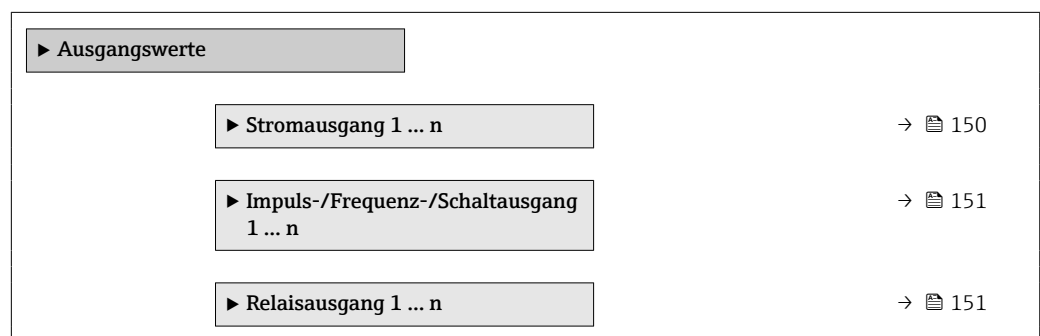 ▶ Ausgangswerte
▶ Stromausgang 1 … n → 150
▶ Impuls-/Frequenz-/Schaltausgang → 151
1 … n
▶ Relaisausgang 1 … n → 151